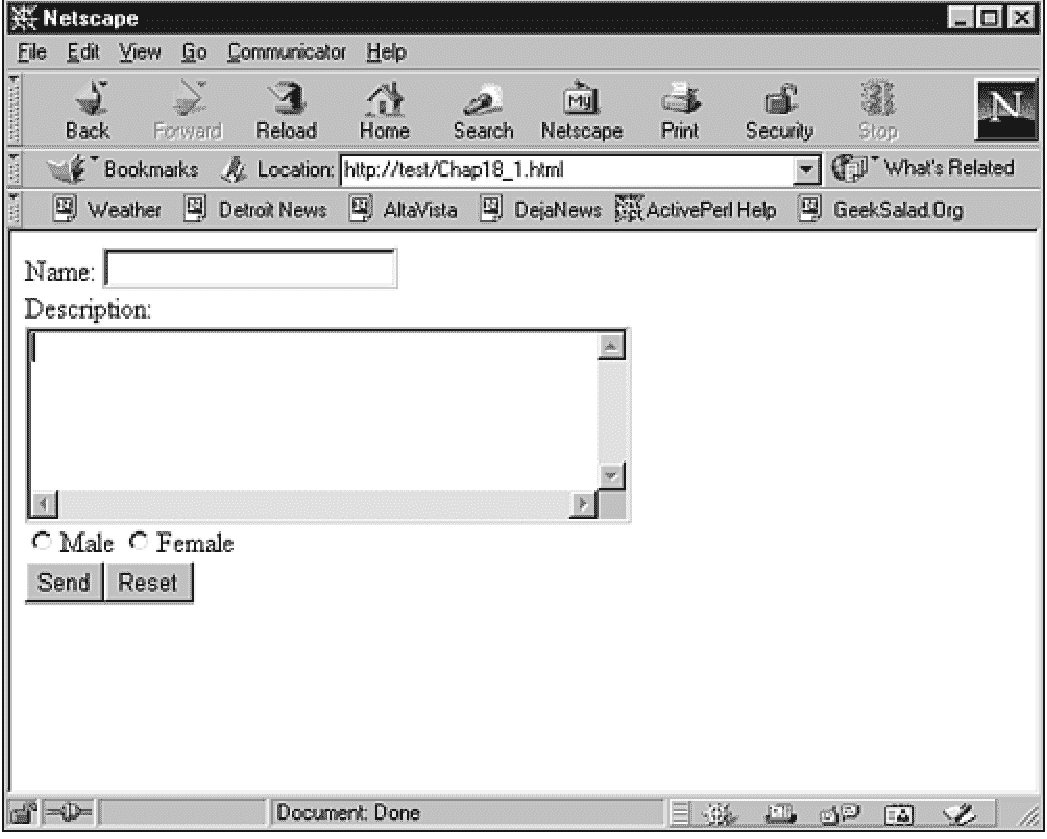 Netscape
File Edit View Go Communicator Help
My N
Back Forward Reload Home Search Netscape Print Security Stop
Bookmarks Location: http://test/Chap18_1.html What's Related
Weather Detroit News AltaVista DejaNews ActivePerl Help GeekSalad.Org
Name:
Description:
Male Female
Send Reset
Document: Done